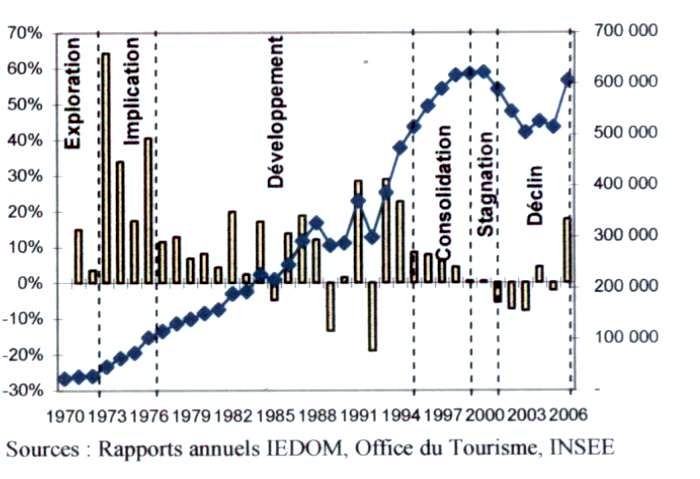 70%
60%
50%
40%
30%
20%
10%
0%
-10%
-20%
-30%
Exploration
Implication
Développement
Consolidation
Stagnation
Déclin
700 000
600 000
500 000
400 000
300 000
200 000
100 000
-
1970 1973 1976 1979 1982 1985 1988 1991 1994 1997 2000 2003 2006
Sources : Rapports annuels IEDOM, Office du Tourisme, INSEE